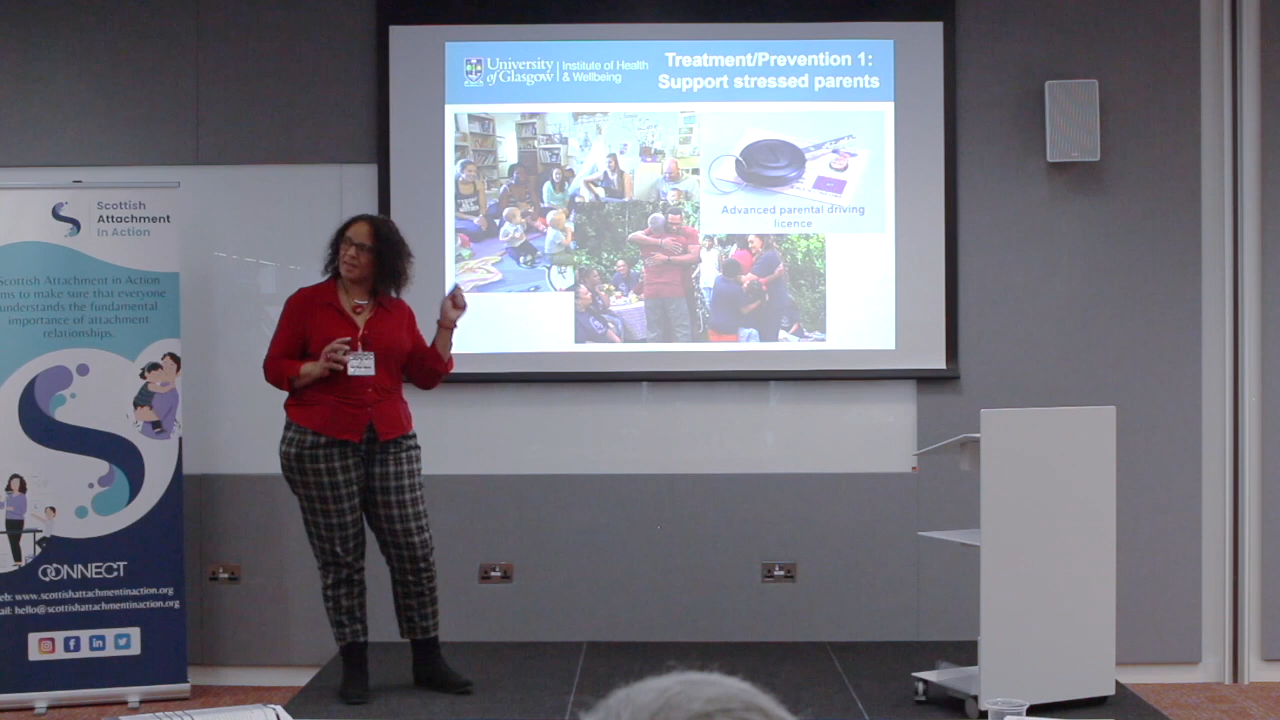 University
of Glasgow
Institute of Health
& Wellbeing
Treatment/Prevention 1:
Support stressed parents
Advanced parental driving
licence
Scottish
Attachment
In Action
Scottish Attachment in Action
ms to make sure that everyone
understands the fundamental
importance of attachment
relationships.
CONNECT
eb: www.scottishattachmentinaction.org
ail: hello@scottishattachmentinaction.org